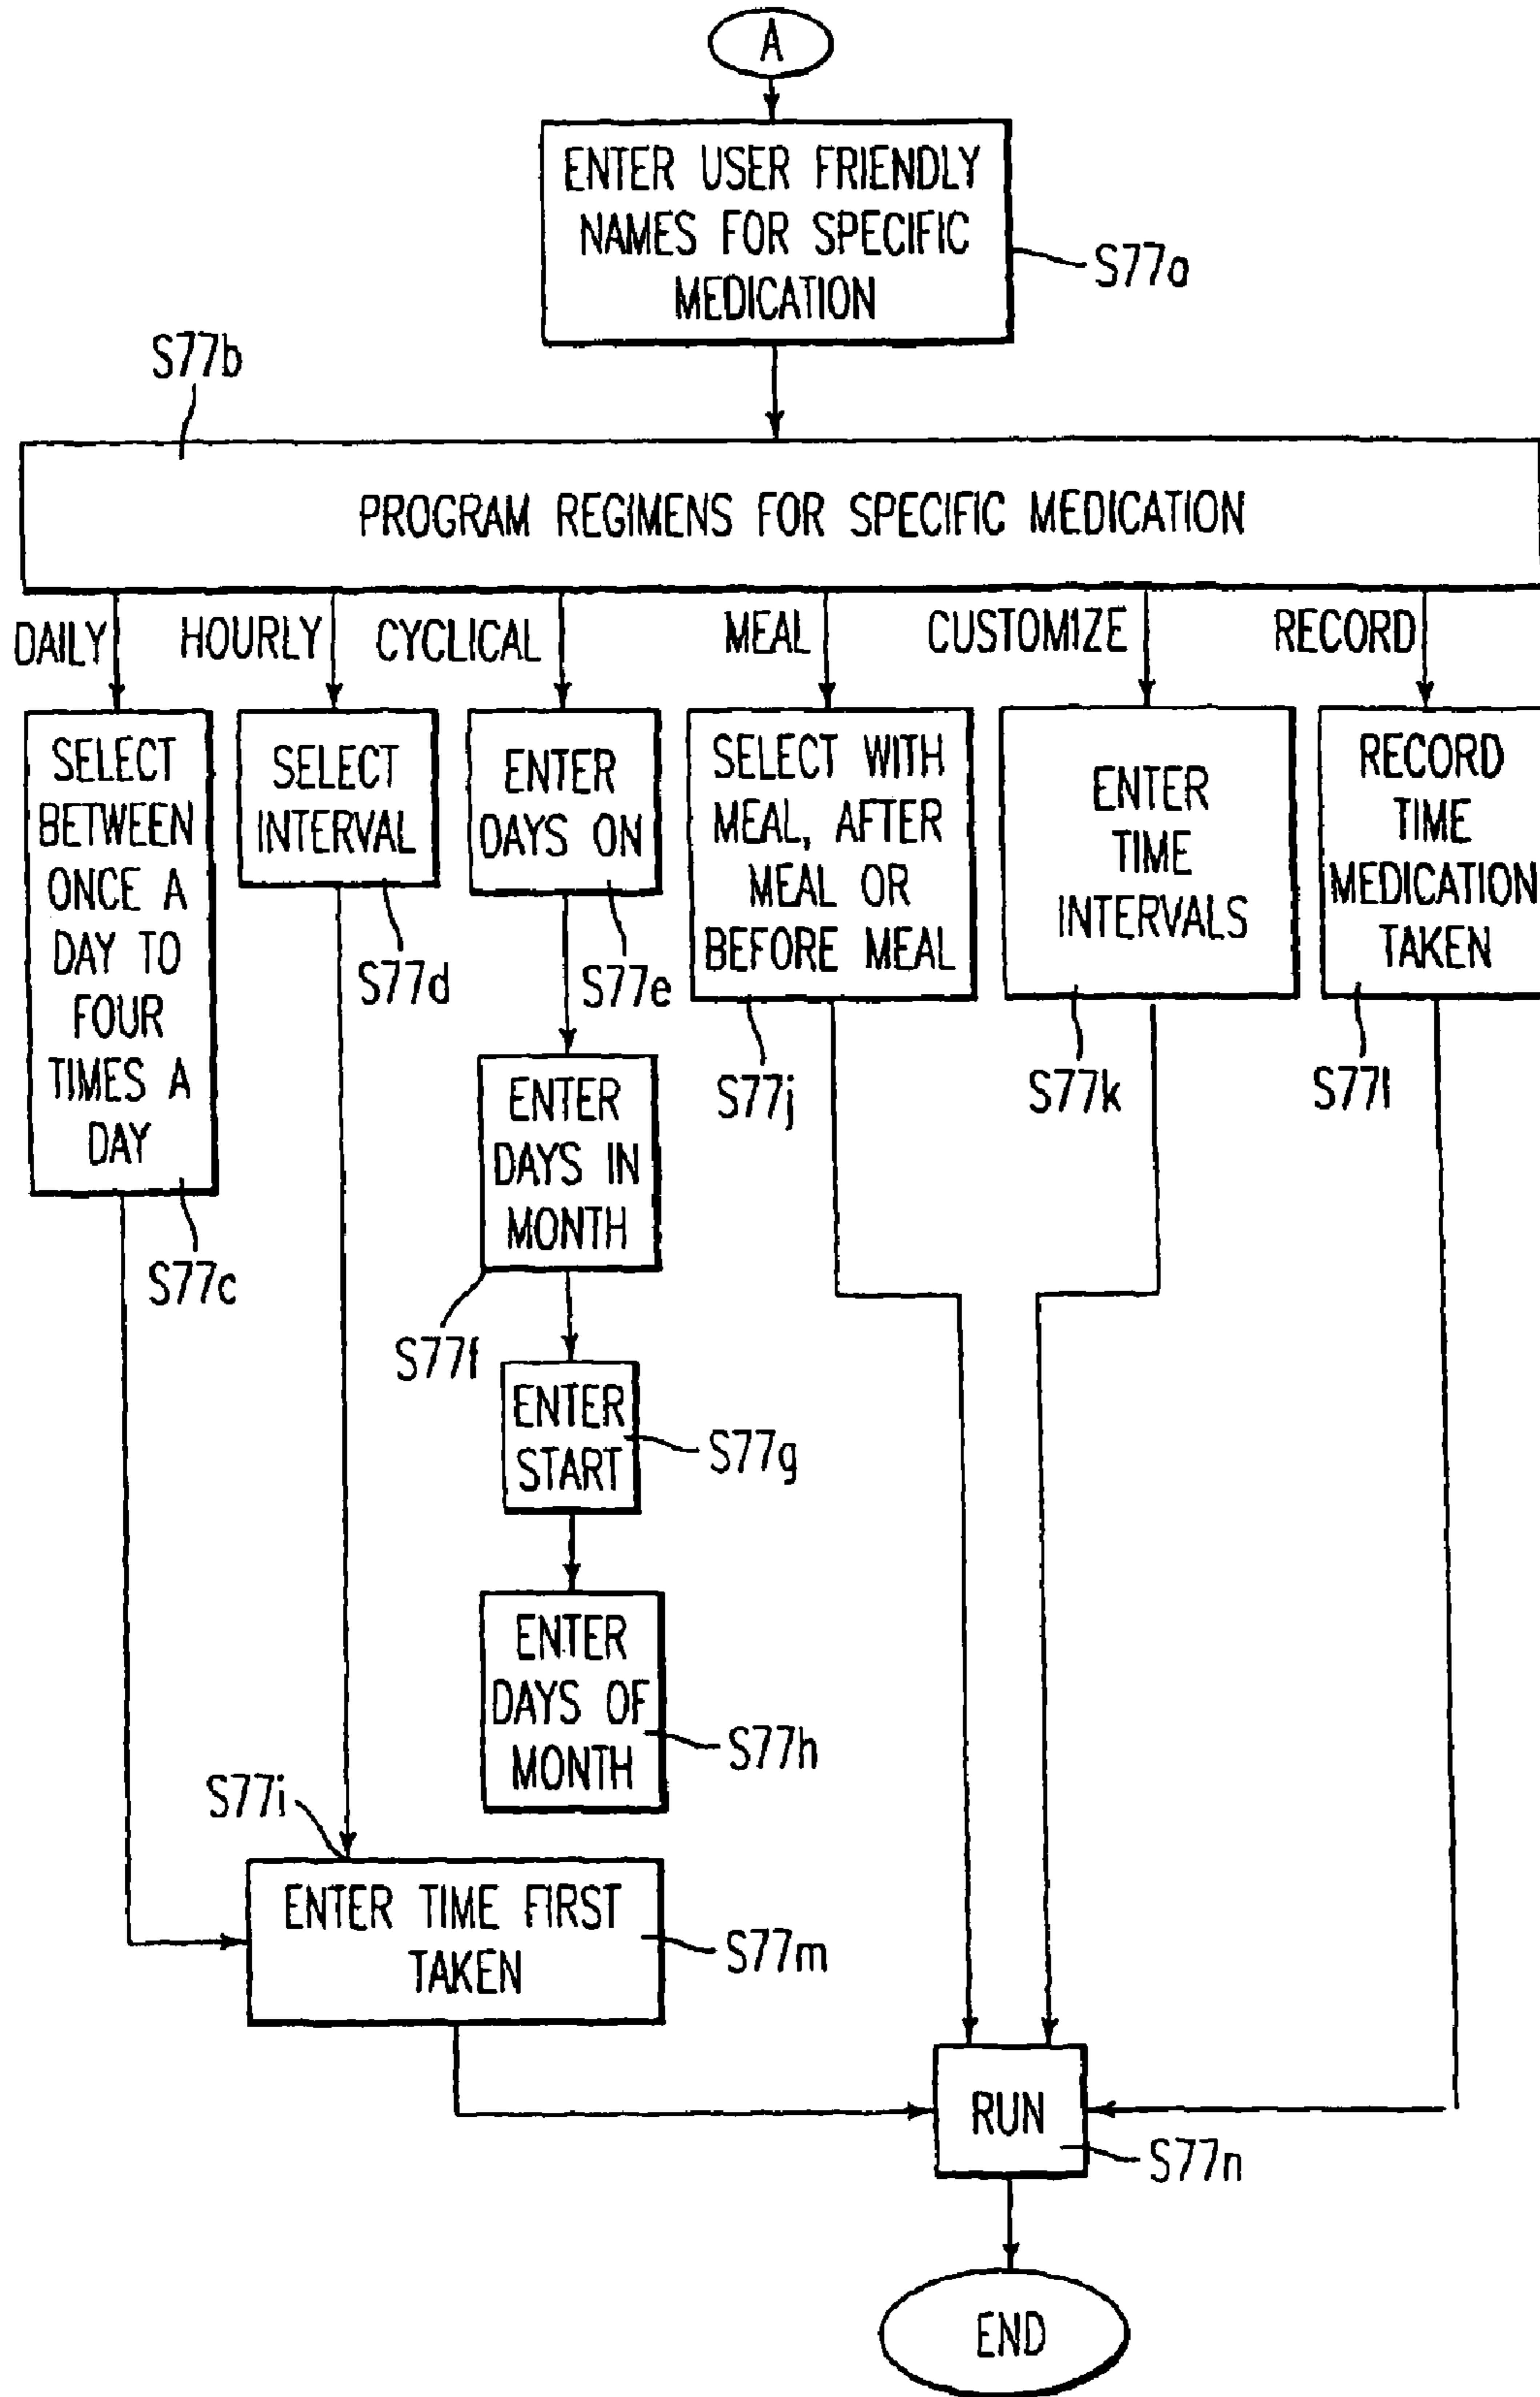 A
ENTER USER FRIENDLY
NAMES FOR SPECIFIC
MEDICATION
S77a
S77b
PROGRAM REGIMENS FOR SPECIFIC MEDICATION
DAILY
HOURLY
CYCLICAL
MEAL
CUSTOMIZE
RECORD
SELECT
BETWEEN
ONCE A
DAY TO
FOUR
TIMES A
DAY
S77c
SELECT
INTERVAL
S77d
ENTER
DAYS ON
S77e
SELECT WITH
MEAL, AFTER
MEAL OR
BEFORE MEAL
S77j
ENTER
TIME
INTERVALS
S77k
RECORD
TIME
MEDICATION
TAKEN
S77l
ENTER
DAYS IN
MONTH
S77f
ENTER
START
S77g
ENTER
DAYS OF
MONTH
S77h
S77i
ENTER TIME FIRST
TAKEN
S77m
RUN
S77n
END